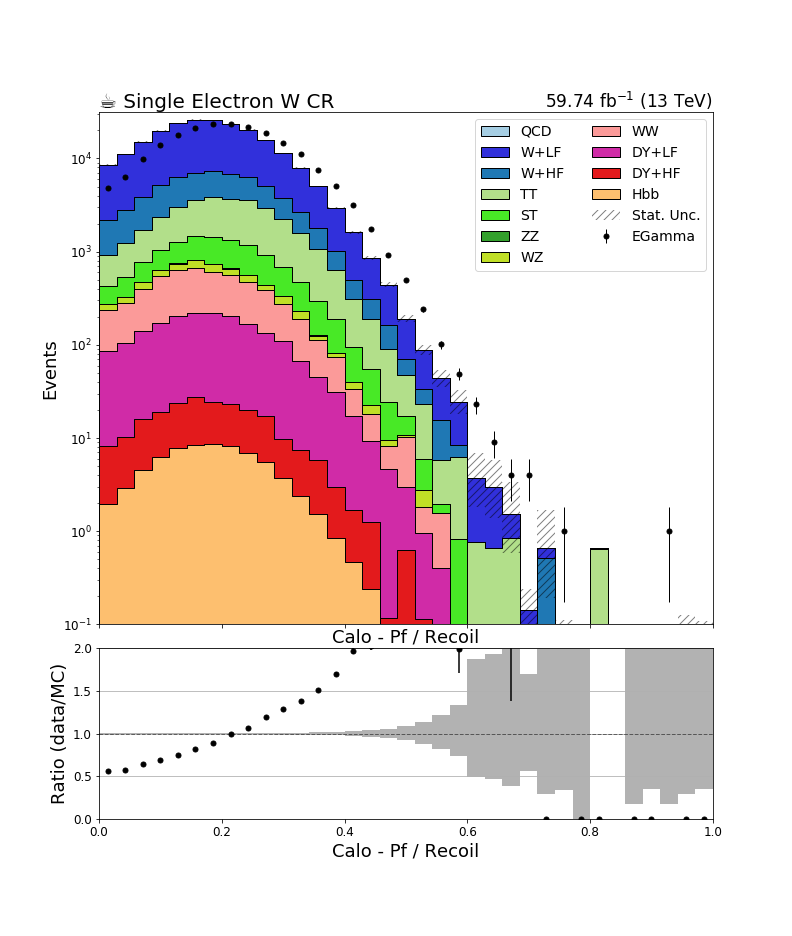 ☕ Single Electron W CR
59.74 fb⁻¹ (13 TeV)
QCD
W+LF
W+HF
TT
ST
ZZ
WZ
WW
DY+LF
DY+HF
Hbb
Stat. Unc.
EGamma
Events
10⁴
10³
10²
10¹
10⁰
10⁻¹
Calo - Pf / Recoil
Ratio (data/MC)
2.0
1.5
1.0
0.5
0.0
0.0 0.2 0.4 0.6 0.8 1.0
Calo - Pf / Recoil